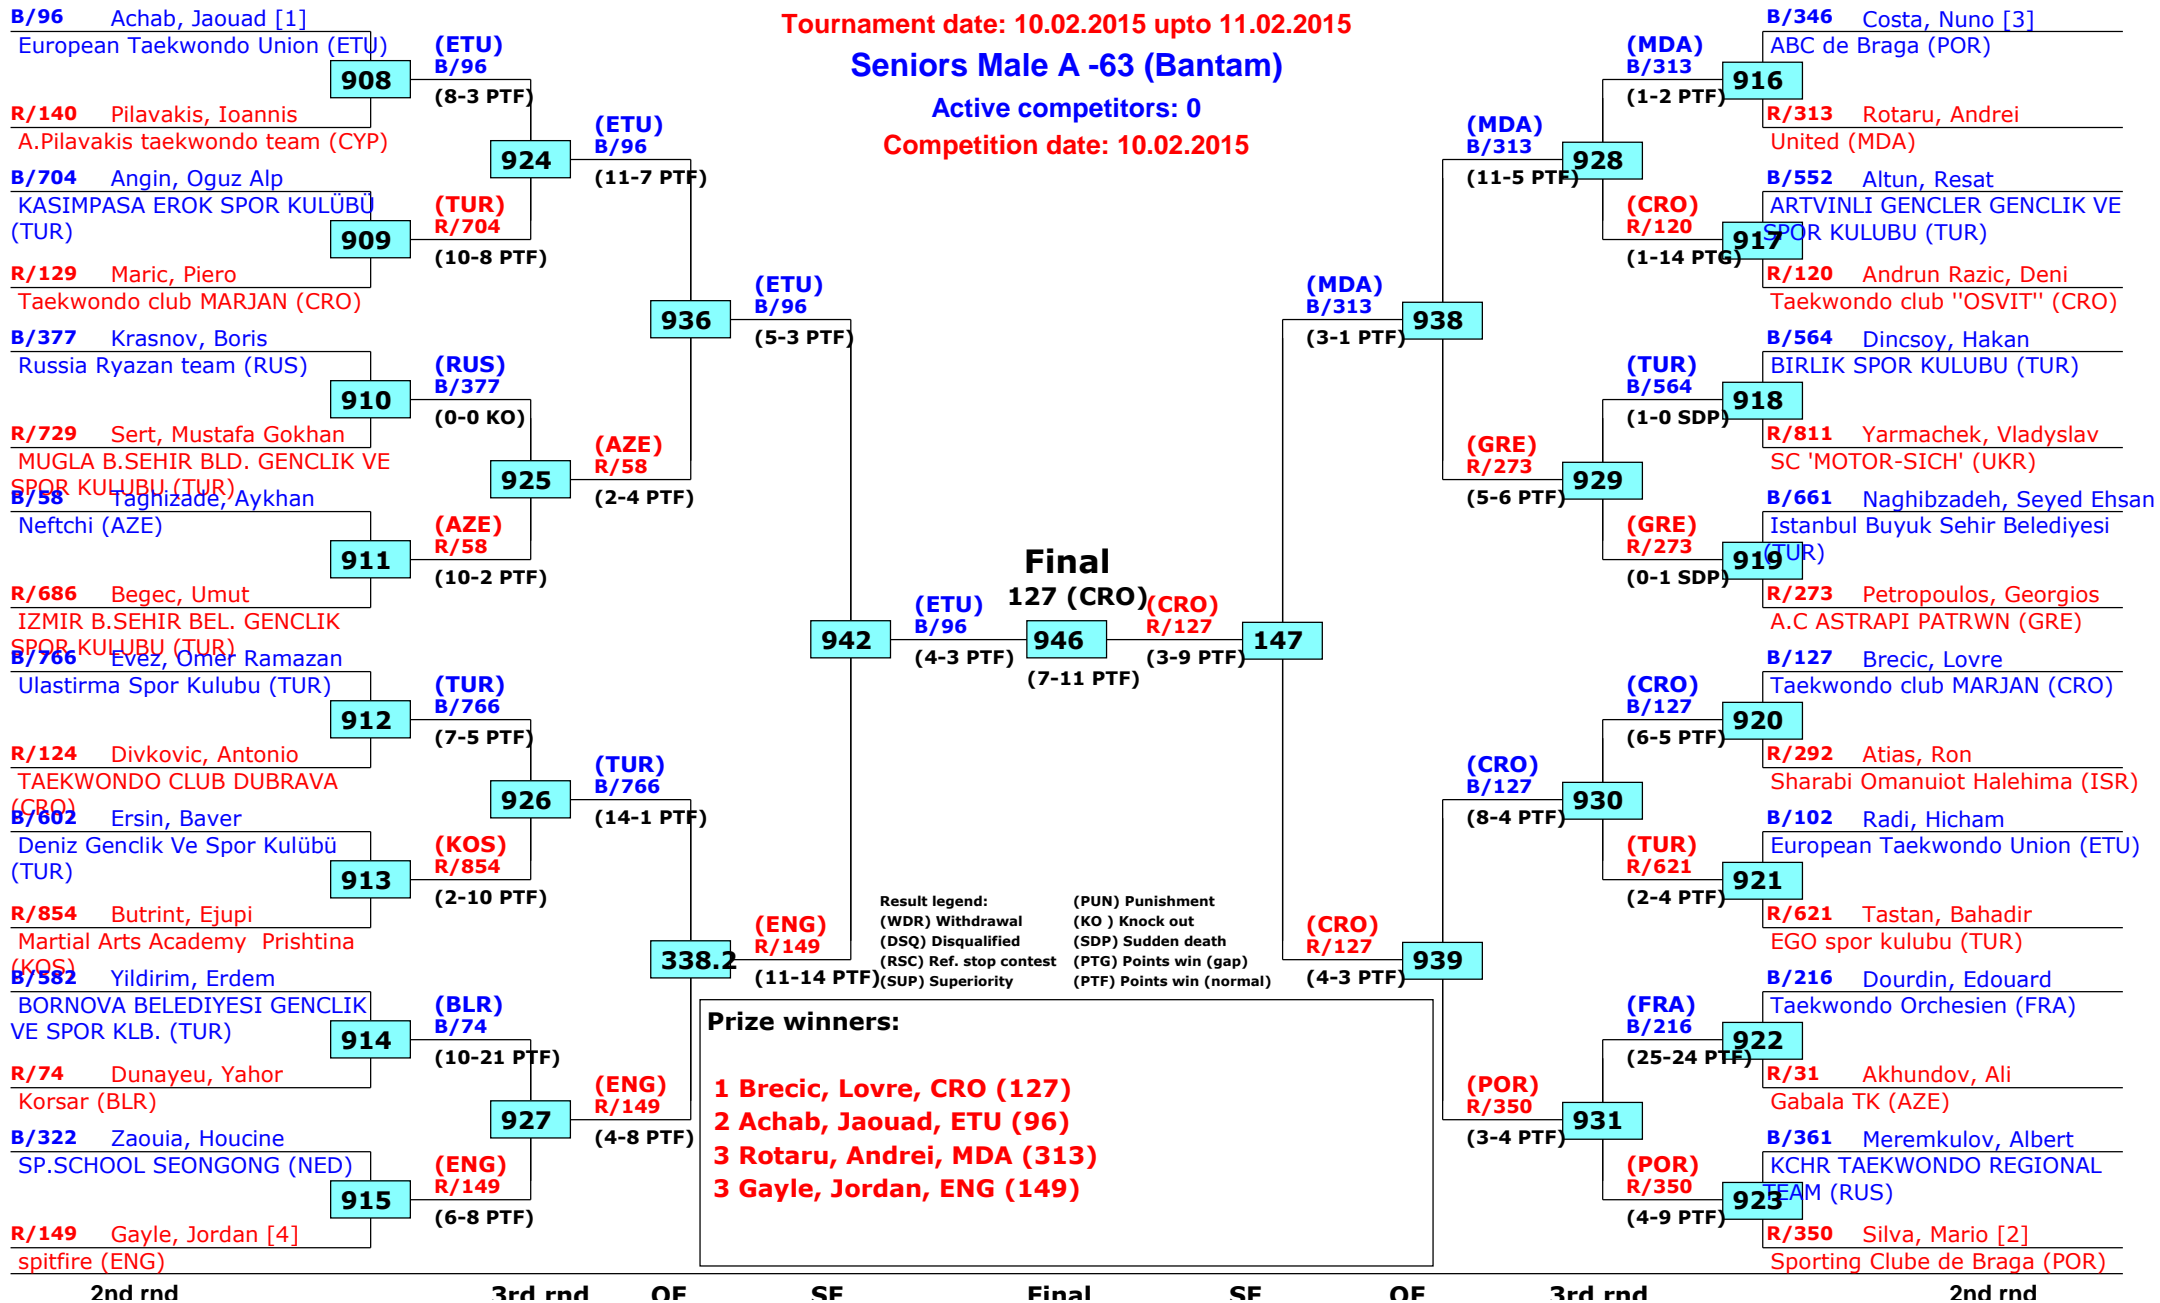 Tournament date: 10.02.2015 upto 11.02.2015
Seniors Male A -63 (Bantam)
Active competitors: 0
Competition date: 10.02.2015
B/96 Achab, Jaouad [1]
European Taekwondo Union (ETU)
908
R/140 Pilavakis, Ioannis
A.Pilavakis taekwondo team (CYP)
B/704 Angin, Oguz Alp
KASIMPASA EROK SPOR KULÜBÜ
(TUR)
909
R/129 Maric, Piero
Taekwondo club MARJAN (CRO)
B/377 Krasnov, Boris
Russia Ryazan team (RUS)
910
R/729 Sert, Mustafa Gokhan
MUGLA B.SEHIR BLD. GENCLIK VE
SPOR KULUBU (TUR)
B/58 Taghizade, Aykhan
Neftchi (AZE)
911
R/686 Begec, Umut
IZMIR B.SEHIR BEL. GENCLIK
SPOR KULUBU (TUR)
B/766 Evez, Omer Ramazan
Ulastirma Spor Kulubu (TUR)
912
R/124 Divkovic, Antonio
TAEKWONDO CLUB DUBRAVA
(CRO)
B/602 Ersin, Baver
Deniz Genclik Ve Spor Kulübü
(TUR)
913
R/854 Butrint, Ejupi
Martial Arts Academy Prishtina
(KOS)
B/582 Yildirim, Erdem
BORNOVA BELEDIYESI GENCLIK
VE SPOR KLB. (TUR)
914
R/74 Dunayeu, Yahor
Korsar (BLR)
B/322 Zaouia, Houcine
SP.SCHOOL SEONGONG (NED)
915
R/149 Gayle, Jordan [4]
spitfire (ENG)
(ETU)
B/96
(8-3 PTF)
924
(TUR)
R/704
(10-8 PTF)
(RUS)
B/377
(0-0 KO)
925
(AZE)
R/58
(10-2 PTF)
(TUR)
B/766
(7-5 PTF)
926
(KOS)
R/854
(2-10 PTF)
(BLR)
B/74
(10-21 PTF)
927
(ENG)
R/149
(6-8 PTF)
(ETU)
B/96
(11-7 PTF)
936
(AZE)
R/58
(2-4 PTF)
(TUR)
B/766
(14-1 PTF)
338.2
(ENG)
R/149
(4-8 PTF)
(ETU)
B/96
(5-3 PTF)
942
(ENG)
R/149
(11-14 PTF)
(ETU)
B/96
(4-3 PTF)
Final
127 (CRO)
946
(7-11 PTF)
(CRO)
R/127
(3-9 PTF)
147
(MDA)
B/313
(3-1 PTF)
938
(CRO)
R/127
(4-3 PTF)
939
(MDA)
B/313
(11-5 PTF)
928
(GRE)
R/273
(5-6 PTF)
929
(CRO)
B/127
(8-4 PTF)
930
(POR)
R/350
(3-4 PTF)
931
(MDA)
B/313
(1-2 PTF)
(CRO)
R/120
(1-14 PTG)
(TUR)
B/564
(1-0 SDP)
(GRE)
R/273
(0-1 SDP)
(CRO)
B/127
(6-5 PTF)
(TUR)
R/621
(2-4 PTF)
(FRA)
B/216
(25-24 PTF)
(POR)
R/350
(4-9 PTF)
B/346 Costa, Nuno [3]
ABC de Braga (POR)
916
R/313 Rotaru, Andrei
United (MDA)
B/552 Altun, Resat
ARTVINLI GENCLER GENCLIK VE
SPOR KULUBU (TUR)
917
R/120 Andrun Razic, Deni
Taekwondo club ''OSVIT'' (CRO)
B/564 Dincsoy, Hakan
BIRLIK SPOR KULUBU (TUR)
918
R/811 Yarmachek, Vladyslav
SC 'MOTOR-SICH' (UKR)
B/661 Naghibzadeh, Seyed Ehsan
Istanbul Buyuk Sehir Belediyesi
(TUR)
919
R/273 Petropoulos, Georgios
A.C ASTRAPI PATRWN (GRE)
B/127 Brecic, Lovre
Taekwondo club MARJAN (CRO)
920
R/292 Atias, Ron
Sharabi Omanuiot Halehima (ISR)
B/102 Radi, Hicham
European Taekwondo Union (ETU)
921
R/621 Tastan, Bahadir
EGO spor kulubu (TUR)
B/216 Dourdin, Edouard
Taekwondo Orchesien (FRA)
922
R/31 Akhundov, Ali
Gabala TK (AZE)
B/361 Meremkulov, Albert
KCHR TAEKWONDO REGIONAL
TEAM (RUS)
923
R/350 Silva, Mario [2]
Sporting Clube de Braga (POR)
Result legend: (PUN) Punishment
(WDR) Withdrawal (KO ) Knock out
(DSQ) Disqualified (SDP) Sudden death
(RSC) Ref. stop contest (PTG) Points win (gap)
(SUP) Superiority (PTF) Points win (normal)
Prize winners:
1 Brecic, Lovre, CRO (127)
2 Achab, Jaouad, ETU (96)
3 Rotaru, Andrei, MDA (313)
3 Gayle, Jordan, ENG (149)
2nd rnd 3rd rnd QF SF Final SF QF 3rd rnd 2nd rnd